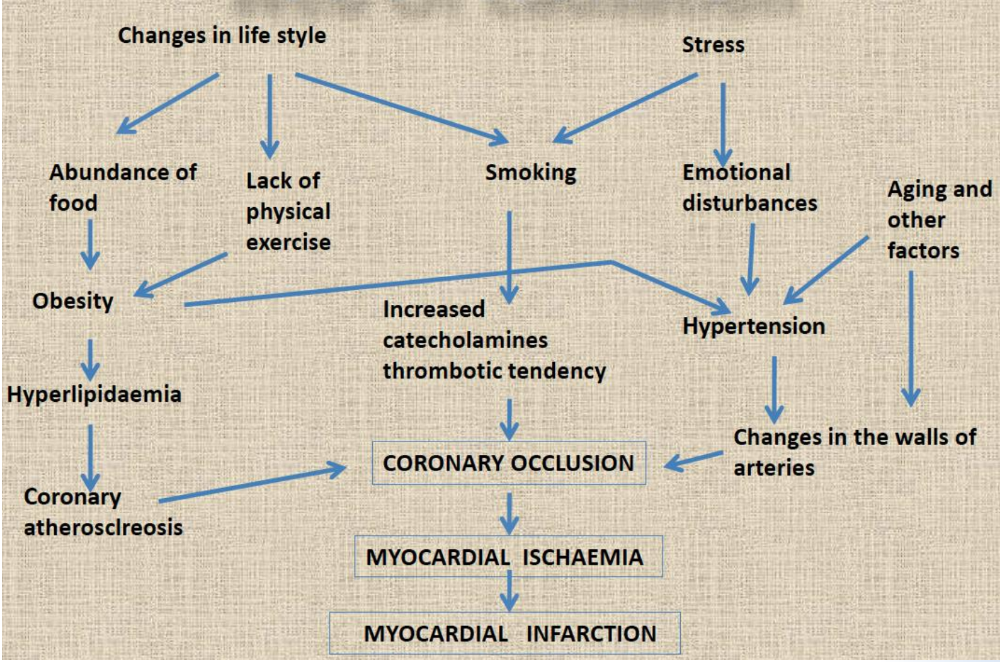 Changes in life style
Stress
Abundance of
food
Lack of
physical
exercise
Smoking
Emotional
disturbances
Aging and
other
factors
Obesity
Increased
catecholamines
thrombotic tendency
Hypertension
Hyperlipidaemia
Changes in the walls of
arteries
CORONARY OCCLUSION
Coronary
atherosclreosis
MYOCARDIAL ISCHAEMIA
MYOCARDIAL INFARCTION